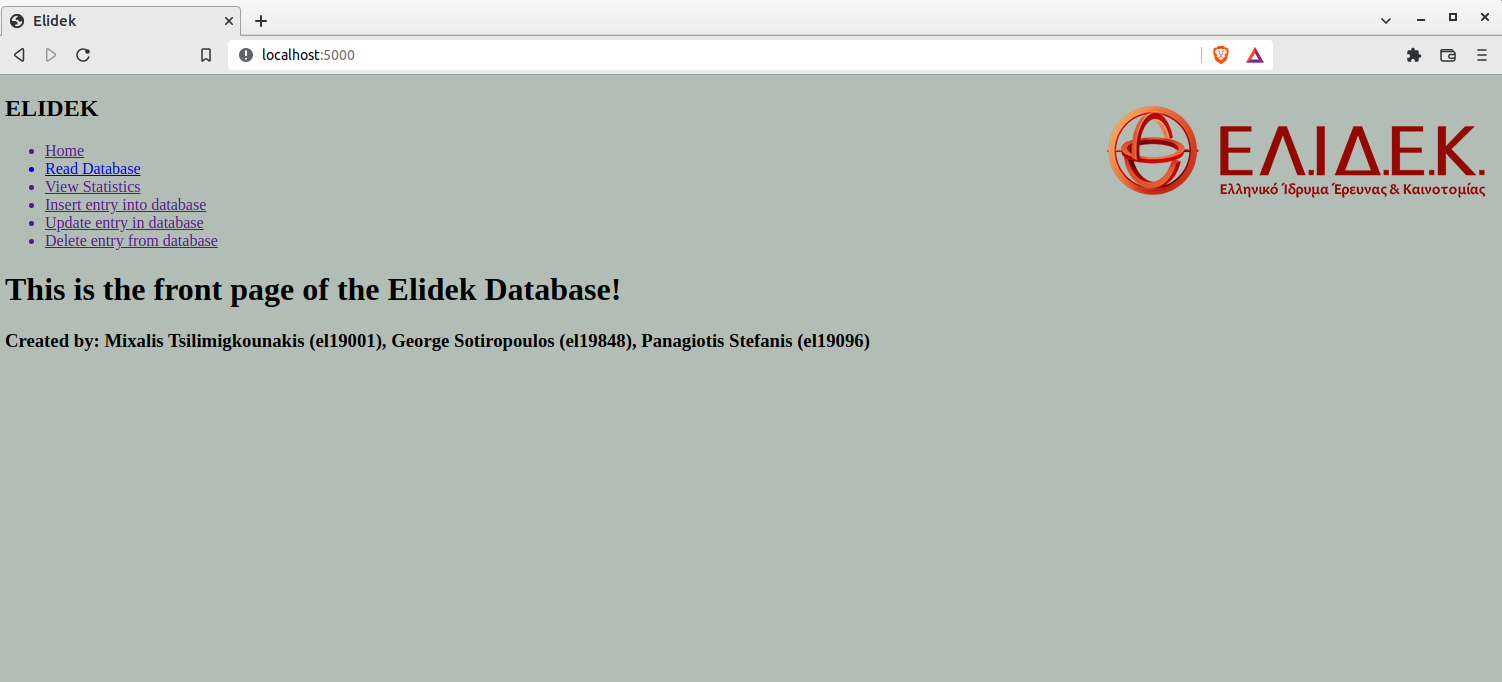 Elidek
localhost:5000
ELIDEK
Home
Read Database
View Statistics
Insert entry into database
Update entry in database
Delete entry from database
ΕΛ.ΙΔ.Ε.Κ.
Ελληνικό Ίδρυμα Έρευνας & Καινοτομίας
This is the front page of the Elidek Database!
Created by: Mixalis Tsilimigkounakis (el19001), George Sotiropoulos (el19848), Panagiotis Stefanis (el19096)